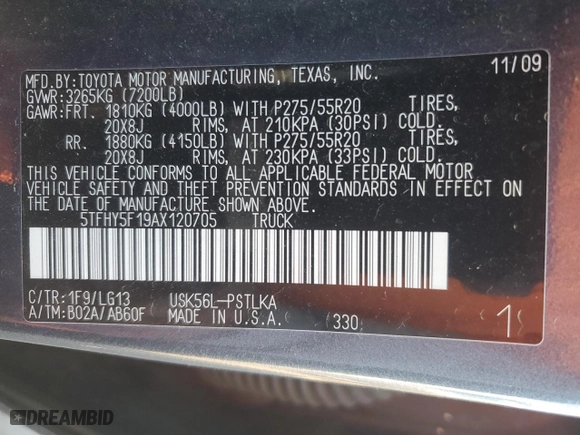 MFD.BY:TOYOTA MOTOR MANUFACTURING, TEXAS, INC. 11/09
GVWR:3265KG (7200LB)
GAWR:FRT. 1810KG (4000LB) WITH P275/55R20 TIRES,
20X8J RIMS, AT 210KPA (30PSI) COLD.
RR. 1880KG (4150LB) WITH P275/55R20 TIRES,
20X8J RIMS, AT 230KPA (33PSI) COLD.
THIS VEHICLE CONFORMS TO ALL APPLICABLE FEDERAL MOTOR
VEHICLE SAFETY AND THEFT PREVENTION STANDARDS IN EFFECT ON
THE DATE OF MANUFACTURE SHOWN ABOVE.
5TFHY5F19AX120705 TRUCK
C/TR:1F9/LG13 USK56L-PSTLKA
A/TM:B02A/AB60F MADE IN U.S.A. (330) 1
DREAMBID